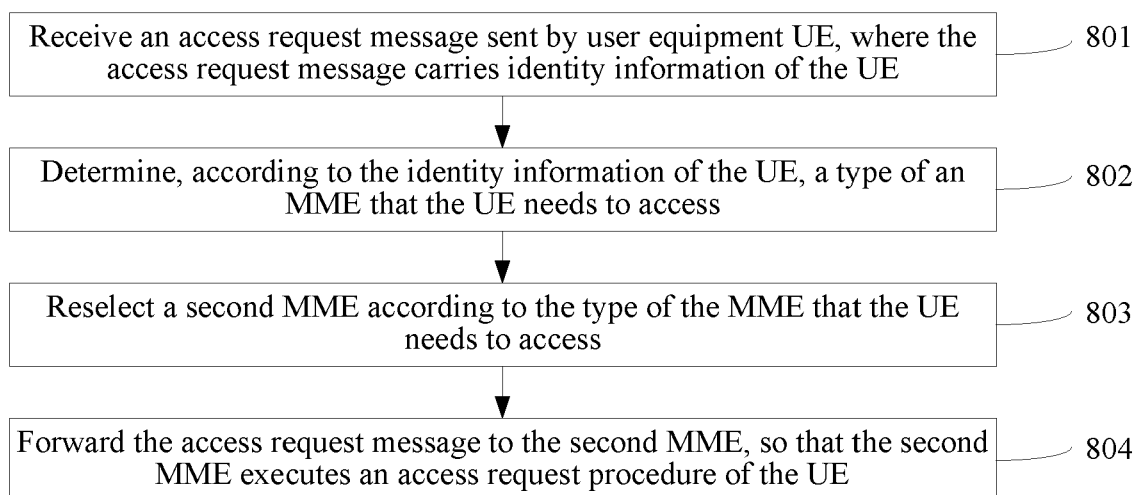 Receive an access request message sent by user equipment UE, where the
access request message carries identity information of the UE
801
Determine, according to the identity information of the UE, a type of an
MME that the UE needs to access
802
Reselect a second MME according to the type of the MME that the UE
needs to access
803
Forward the access request message to the second MME, so that the second
MME executes an access request procedure of the UE
804